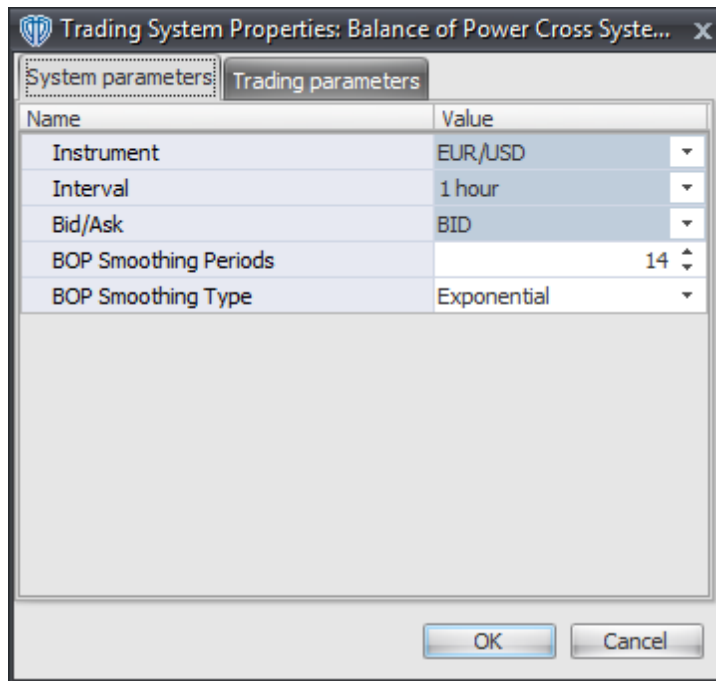 Trading System Properties: Balance of Power Cross Syste... x
System parameters Trading parameters
Name Value
Instrument EUR/USD
Interval 1 hour
Bid/Ask BID
BOP Smoothing Periods 14
BOP Smoothing Type Exponential
OK Cancel